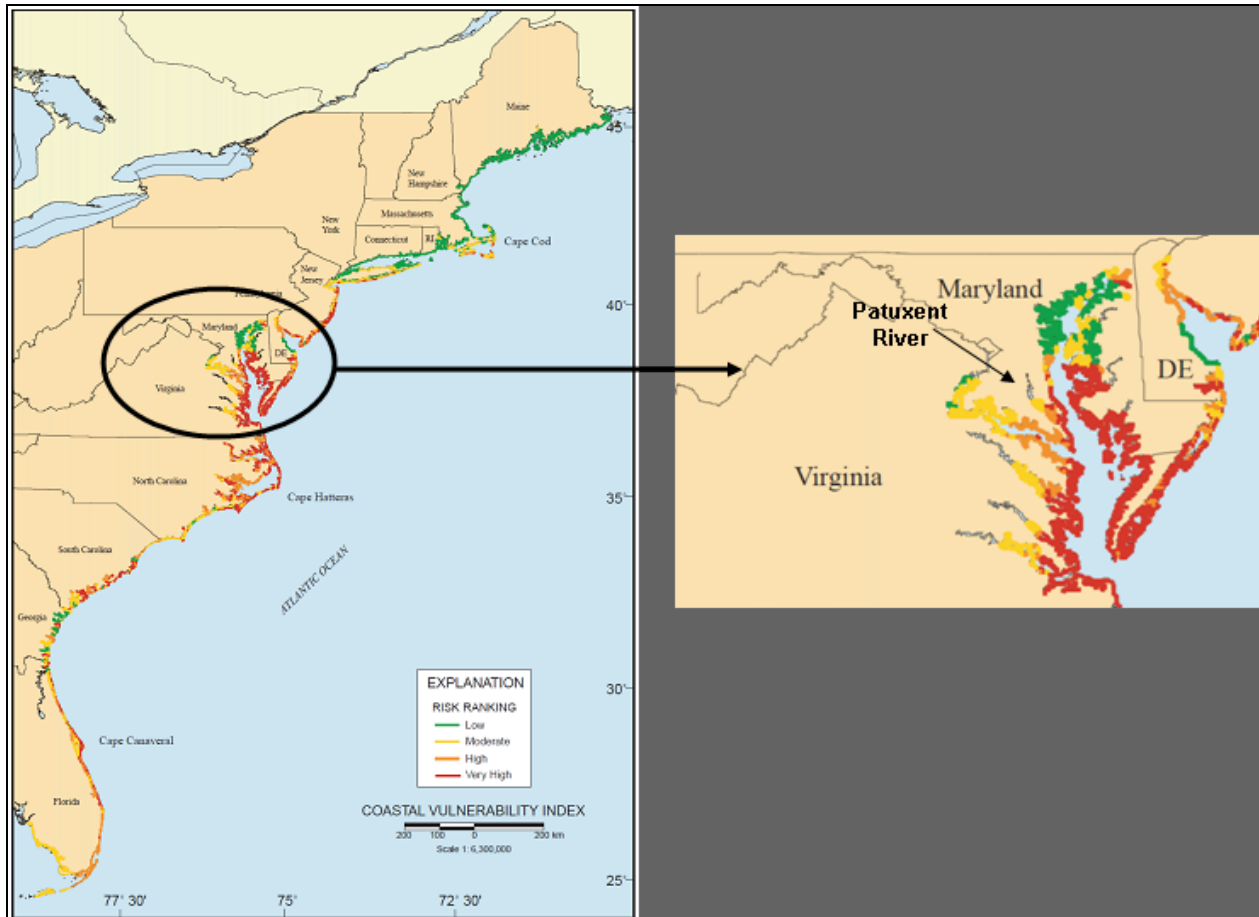 Maine
45'
New
Hampshire
Massachusetts
New
York
Connecticut
RI
Cape Cod
New
Jersey
Pennsylvania
40'
Maryland
DE
Virginia
North Carolina
Cape Hatteras
35'
South Carolina
ATLANTIC OCEAN
Georgia
30'
Cape Canaveral
Florida
25'
EXPLANATION
RISK RANKING
Low
Moderate
High
Very High
COASTAL VULNERABILITY INDEX
200 100 0 200 km
Scale 1: 6,300,000
77° 30'
75°
72° 30'
Maryland
Patuxent
River
DE
Virginia